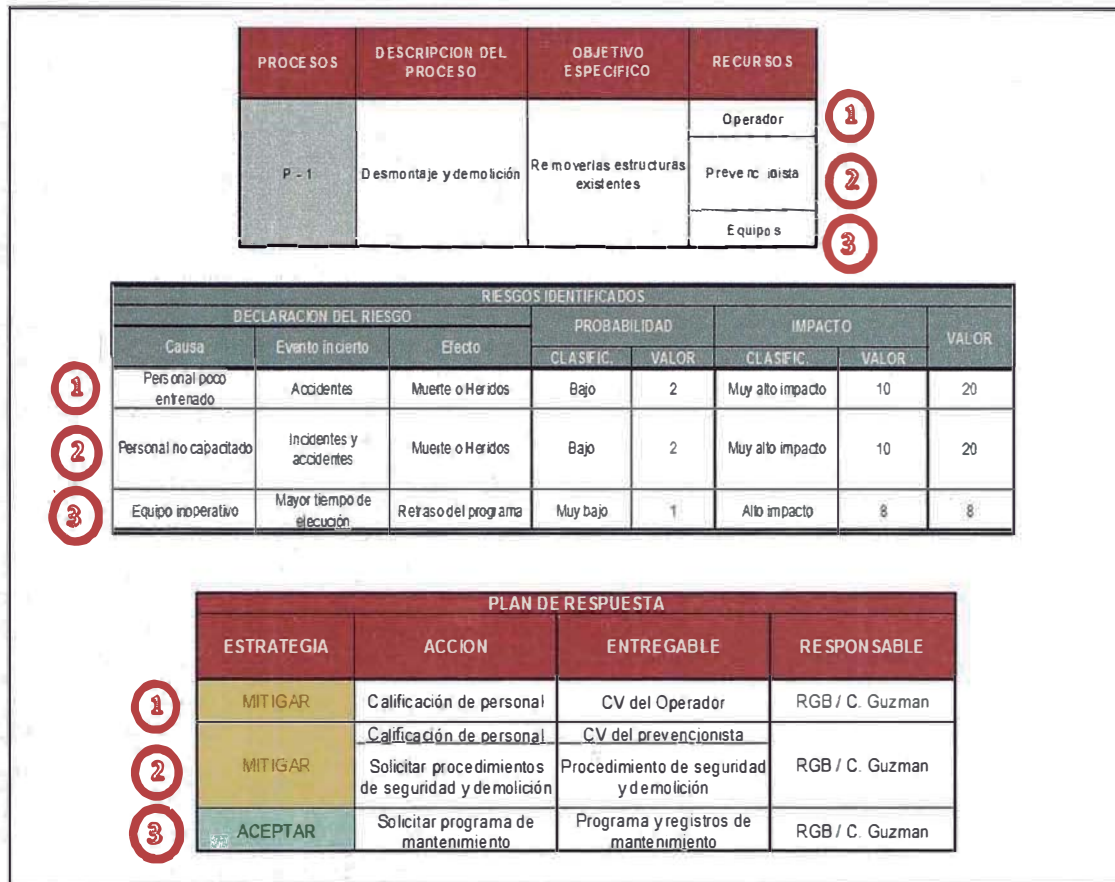 PROCESOS DESCRIPCION DEL PROCESO OBJETIVO ESPECIFICO RECURSOS
P - 1 Desmontaje y demolición Remover las estructuras existentes
Operador 1
Prevencionista 2
Equipos 3
RIESGOS IDENTIFICADOS
DECLARACION DEL RIESGO PROBABILIDAD IMPACTO VALOR
Causa Evento incierto Efecto CLASIFIC. VALOR CLASIFIC. VALOR
1 Personal poco entrenado Accidentes Muerte o Heridos Bajo 2 Muy alto impacto 10 20
2 Personal no capacitado Incidentes y accidentes Muerte o Heridos Bajo 2 Muy alto impacto 10 20
3 Equipo inoperativo Mayor tiempo de elecución Retraso del programa Muy bajo 1 Alto impacto 8 8
PLAN DE RESPUESTA
ESTRATEGIA ACCION ENTREGABLE RESPONSABLE
1 MITIGAR Calificación de personal CV del Operador RGB / C. Guzman
Calificación de personal CV del prevencionista
2 MITIGAR Solicitar procedimientos de seguridad y demolición Procedimiento de seguridad y demolición RGB / C. Guzman
3 ACEPTAR Solicitar programa de mantenimiento Programa y registros de mantenimiento RGB / C. Guzman